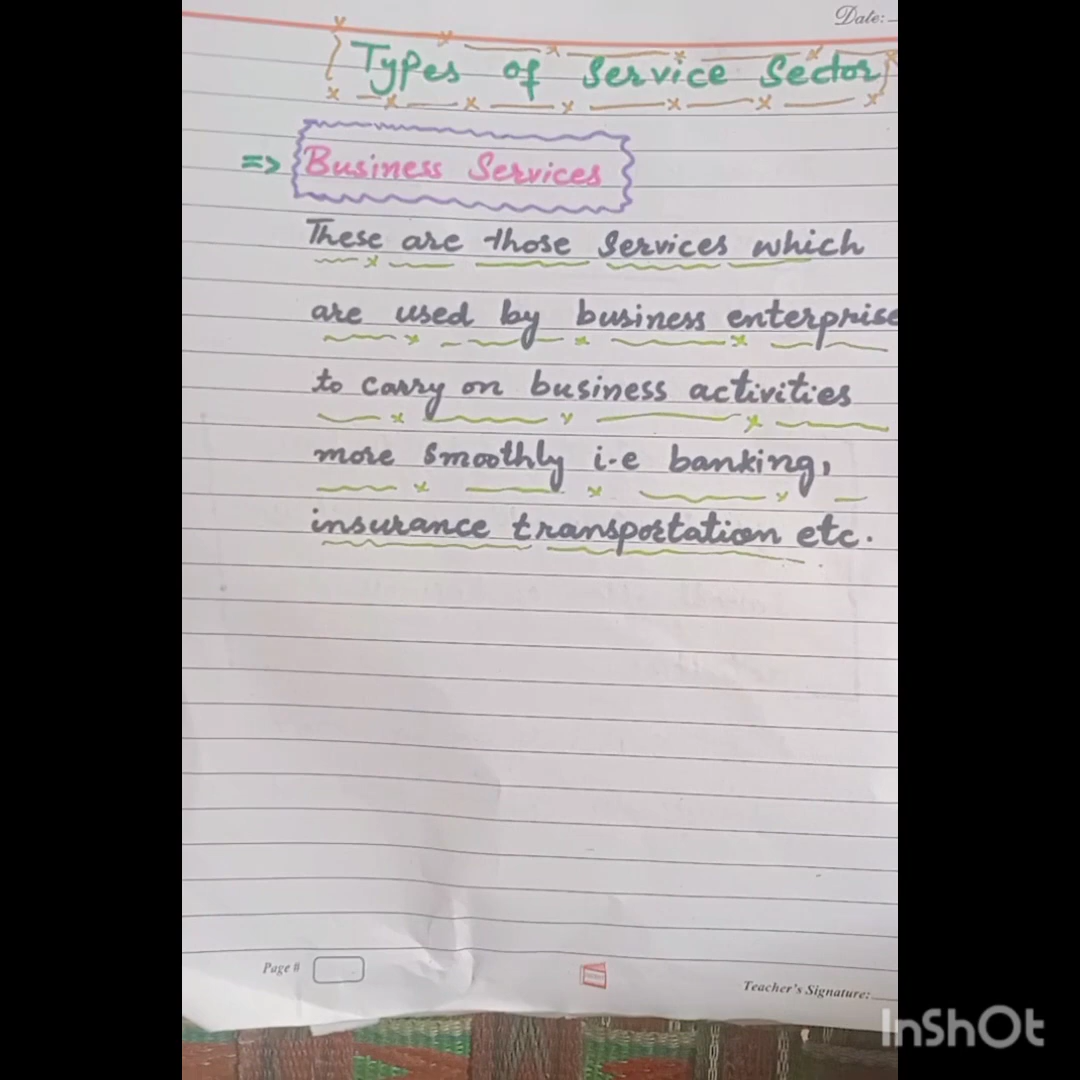 Date:
Types of Service Sector
=> Business Services
These are those services which
are used by business enterprise
to carry on business activities
more smoothly i.e banking,
insurance transportation etc.
Page #
Teacher's Signature:
InShOt